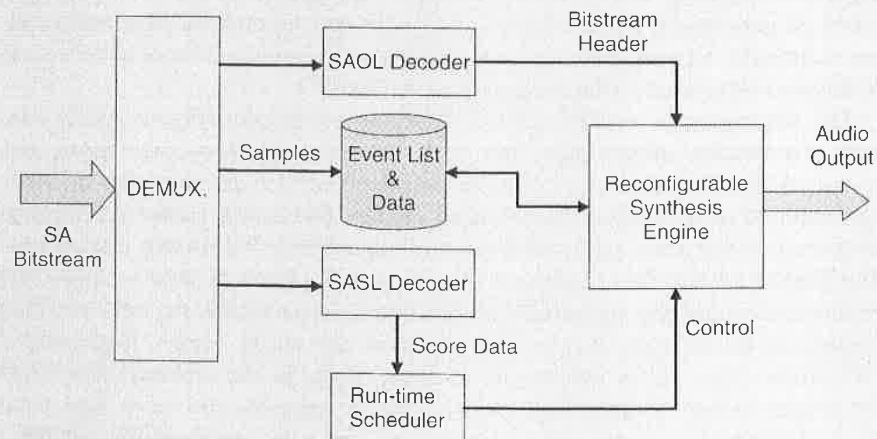 Bitstream
Header
SAOL Decoder
Samples
Event List
&
Data
DEMUX.
SA
Bitstream
Reconfigurable
Synthesis
Engine
Audio
Output
SASL Decoder
Score Data
Control
Run-time
Scheduler